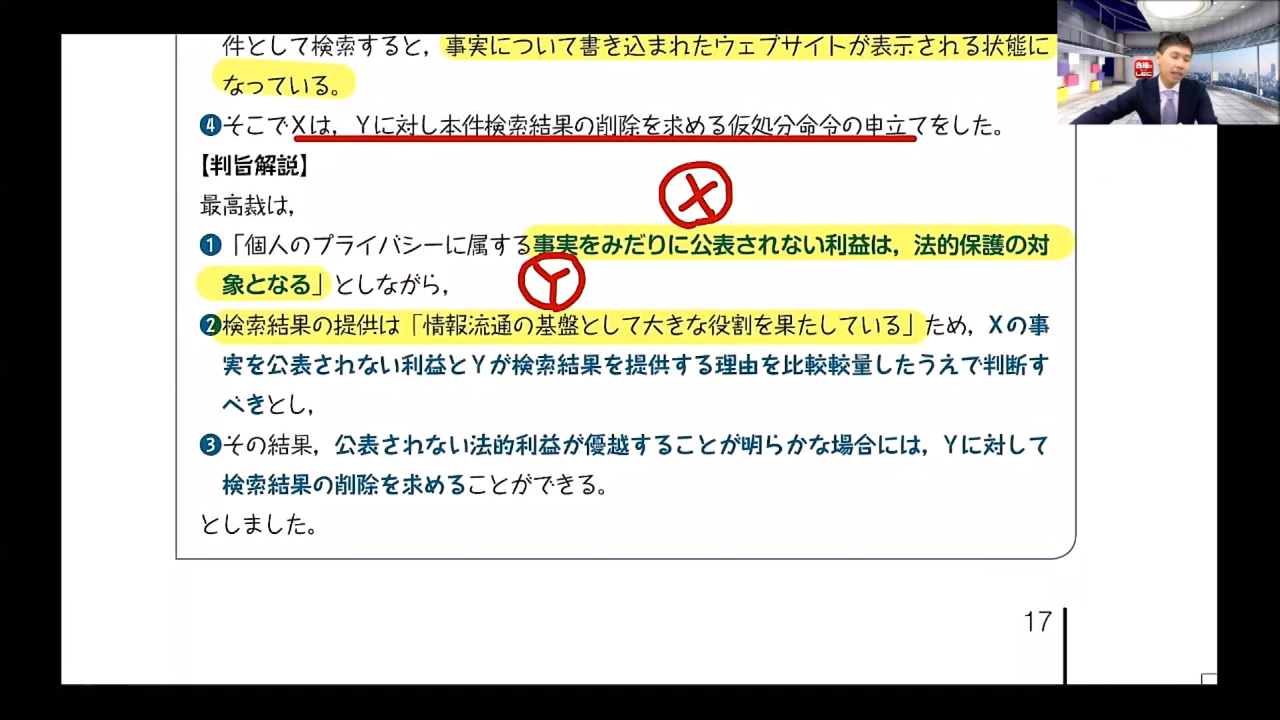 件として検索すると，事実について書き込まれたウェブサイトが表示される状態に
なっている。
❹そこでXは，Yに対し本件検索結果の削除を求める仮処分命令の申立てをした。
【判旨解説】
最高裁は，
X
❶「個人のプライバシーに属する事実をみだりに公表されない利益は，法的保護の対
象となる」としながら，
Y
❷検索結果の提供は「情報流通の基盤として大きな役割を果たしている」ため，Xの事
実を公表されない利益とYが検索結果を提供する理由を比較較量したうえで判断す
べきとし，
❸その結果，公表されない法的利益が優越することが明らかな場合には，Yに対して
検索結果の削除を求めることができる。
としました。
17
合格の
LEC